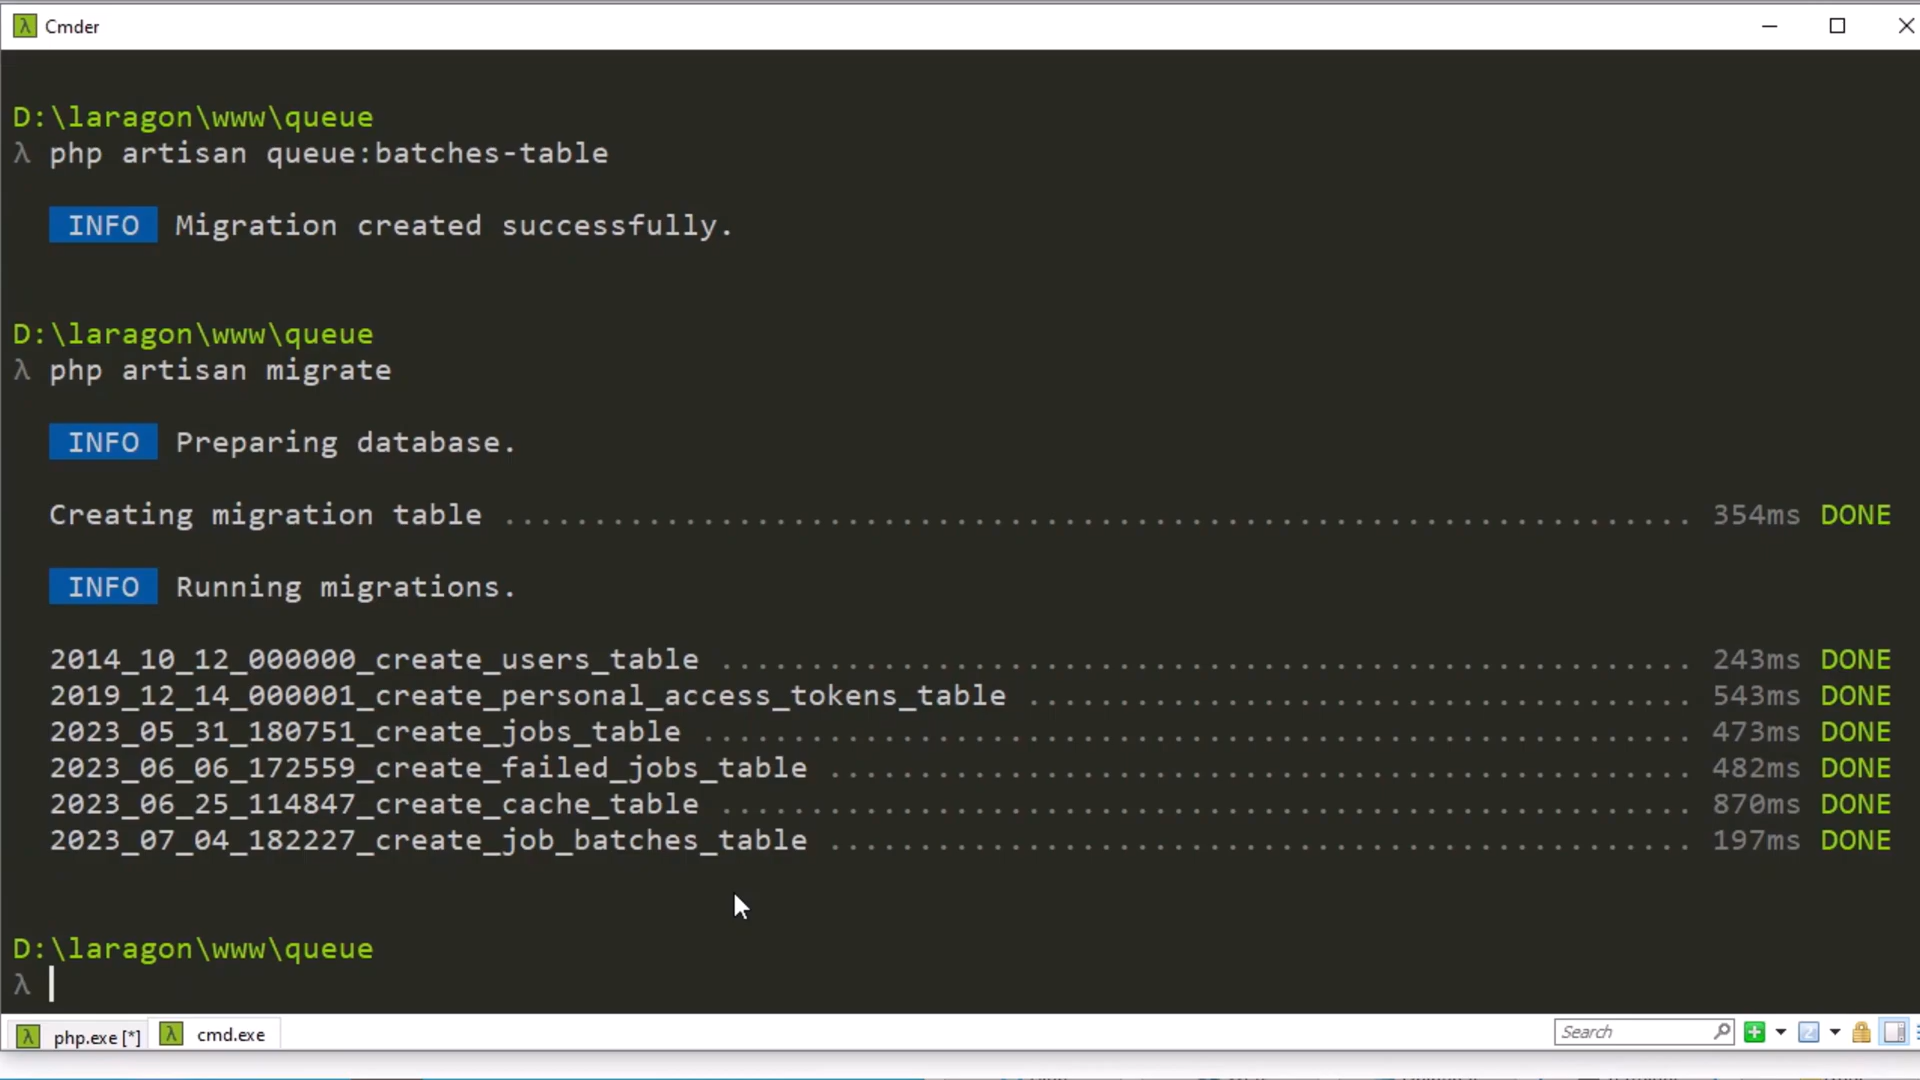 Cmder
D:\laragon\www\queue
λ php artisan queue:batches-table
INFO Migration created successfully.
D:\laragon\www\queue
λ php artisan migrate
INFO Preparing database.
Creating migration table .................................................................. 354ms DONE
INFO Running migrations.
2014_10_12_000000_create_users_table ...................................................... 243ms DONE
2019_12_14_000001_create_personal_access_tokens_table ..................................... 543ms DONE
2023_05_31_180751_create_jobs_table ....................................................... 473ms DONE
2023_06_06_172559_create_failed_jobs_table ................................................ 482ms DONE
2023_06_25_114847_create_cache_table ...................................................... 870ms DONE
2023_07_04_182227_create_job_batches_table ................................................ 197ms DONE
D:\laragon\www\queue
λ
php.exe [*] cmd.exe Search